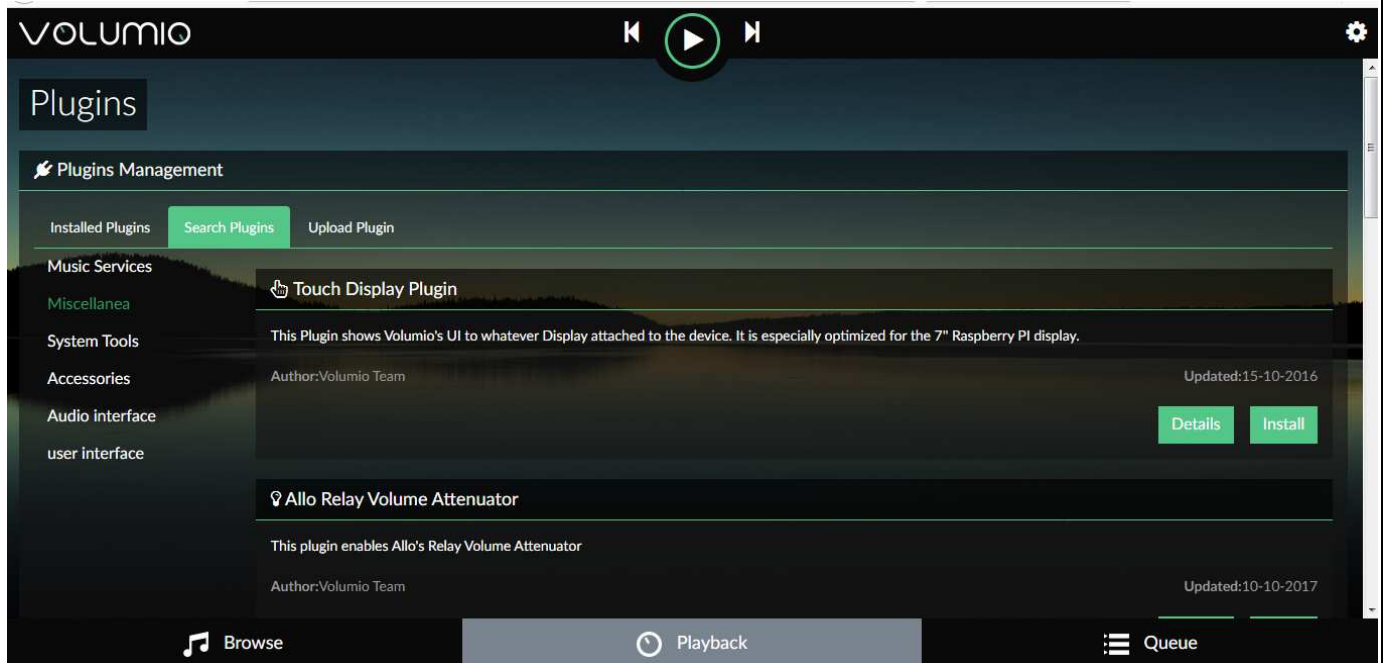 VOLUMIO
Plugins
Plugins Management
Installed Plugins Search Plugins Upload Plugin
Music Services
Miscellanea
System Tools
Accessories
Audio interface
user interface
Touch Display Plugin
This Plugin shows Volumio's UI to whatever Display attached to the device. It is especially optimized for the 7" Raspberry PI display.
Author:Volumio Team Updated:15-10-2016
Details Install
Allo Relay Volume Attenuator
This plugin enables Allo's Relay Volume Attenuator
Author:Volumio Team Updated:10-10-2017
Browse Playback Queue